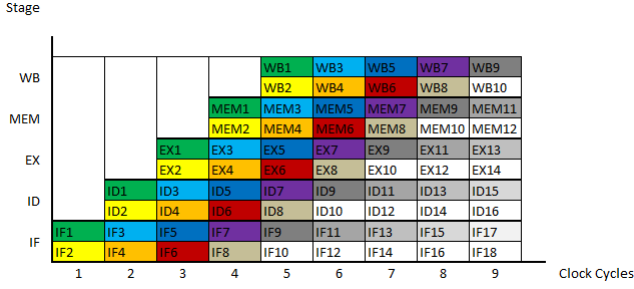 Stage
WB1 WB3 WB5 WB7 WB9
WB
WB2 WB4 WB6 WB8 WB10
MEM1 MEM3 MEM5 MEM7 MEM9 MEM11
MEM
MEM2 MEM4 MEM6 MEM8 MEM10 MEM12
EX1 EX3 EX5 EX7 EX9 EX11 EX13
EX
EX2 EX4 EX6 EX8 EX10 EX12 EX14
ID1 ID3 ID5 ID7 ID9 ID11 ID13 ID15
ID
ID2 ID4 ID6 ID8 ID10 ID12 ID14 ID16
IF1 IF3 IF5 IF7 IF9 IF11 IF13 IF15 IF17
IF
IF2 IF4 IF6 IF8 IF10 IF12 IF14 IF16 IF18
1 2 3 4 5 6 7 8 9 Clock Cycles